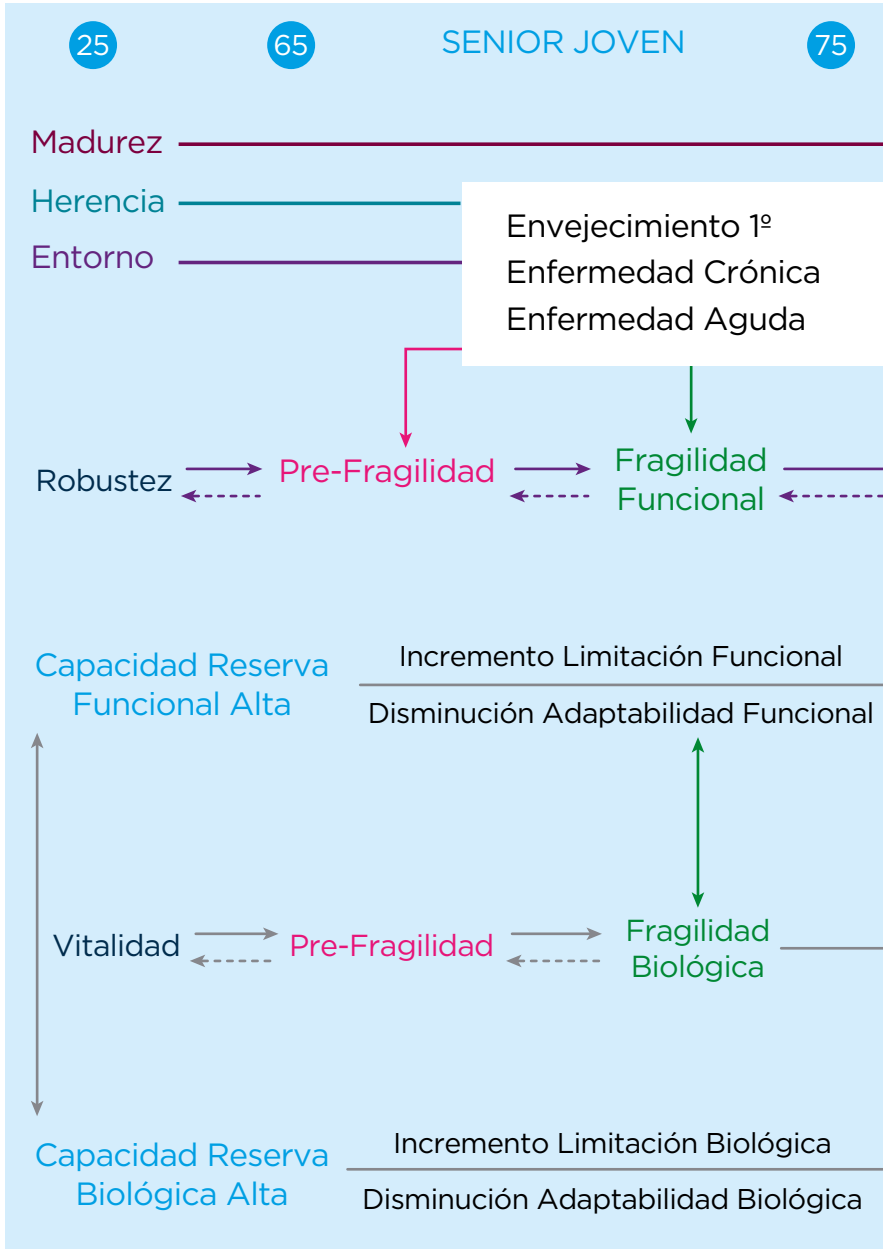 25
65
SENIOR JOVEN
75
Madurez
Herencia
Entorno
Envejecimiento 1º
Enfermedad Crónica
Enfermedad Aguda
Robustez
Pre-Fragilidad
Fragilidad
Funcional
Capacidad Reserva
Funcional Alta
Incremento Limitación Funcional
Disminución Adaptabilidad Funcional
Vitalidad
Pre-Fragilidad
Fragilidad
Biológica
Capacidad Reserva
Biológica Alta
Incremento Limitación Biológica
Disminución Adaptabilidad Biológica